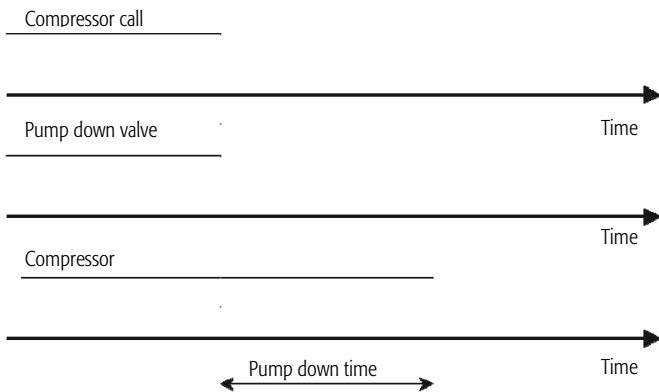 Compressor call
Time
Pump down valve
Time
Compressor
Time
Pump down time